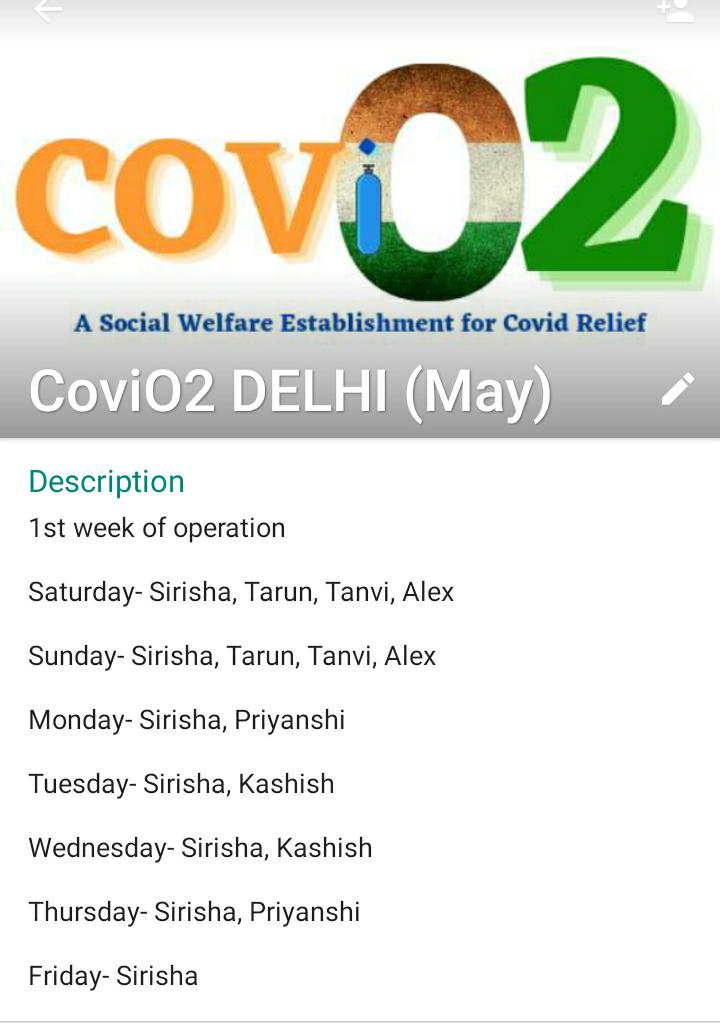 coviO2
A Social Welfare Establishment for Covid Relief
CoviO2 DELHI (May)
Description
1st week of operation
Saturday- Sirisha, Tarun, Tanvi, Alex
Sunday- Sirisha, Tarun, Tanvi, Alex
Monday- Sirisha, Priyanshi
Tuesday- Sirisha, Kashish
Wednesday- Sirisha, Kashish
Thursday- Sirisha, Priyanshi
Friday- Sirisha